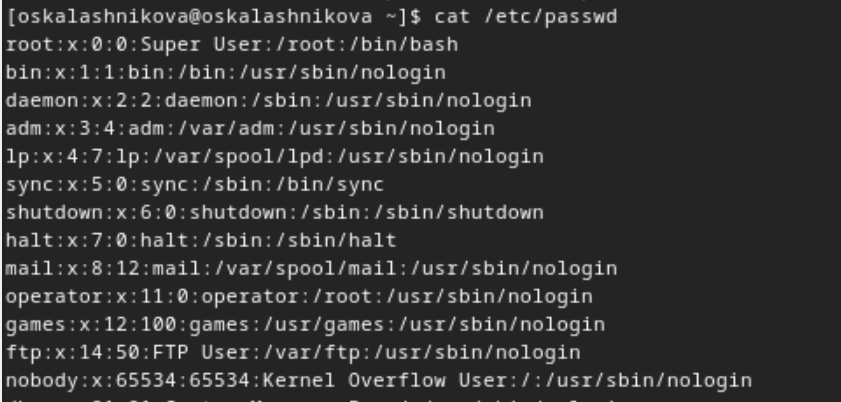 [oskalashnikova@oskalashnikova ~]$ cat /etc/passwd
root:x:0:0:Super User:/root:/bin/bash
bin:x:1:1:bin:/bin:/usr/sbin/nologin
daemon:x:2:2:daemon:/sbin:/usr/sbin/nologin
adm:x:3:4:adm:/var/adm:/usr/sbin/nologin
lp:x:4:7:lp:/var/spool/lpd:/usr/sbin/nologin
sync:x:5:0:sync:/sbin:/bin/sync
shutdown:x:6:0:shutdown:/sbin:/sbin/shutdown
halt:x:7:0:halt:/sbin:/sbin/halt
mail:x:8:12:mail:/var/spool/mail:/usr/sbin/nologin
operator:x:11:0:operator:/root:/usr/sbin/nologin
games:x:12:100:games:/usr/games:/usr/sbin/nologin
ftp:x:14:50:FTP User:/var/ftp:/usr/sbin/nologin
nobody:x:65534:65534:Kernel Overflow User:/:/usr/sbin/nologin